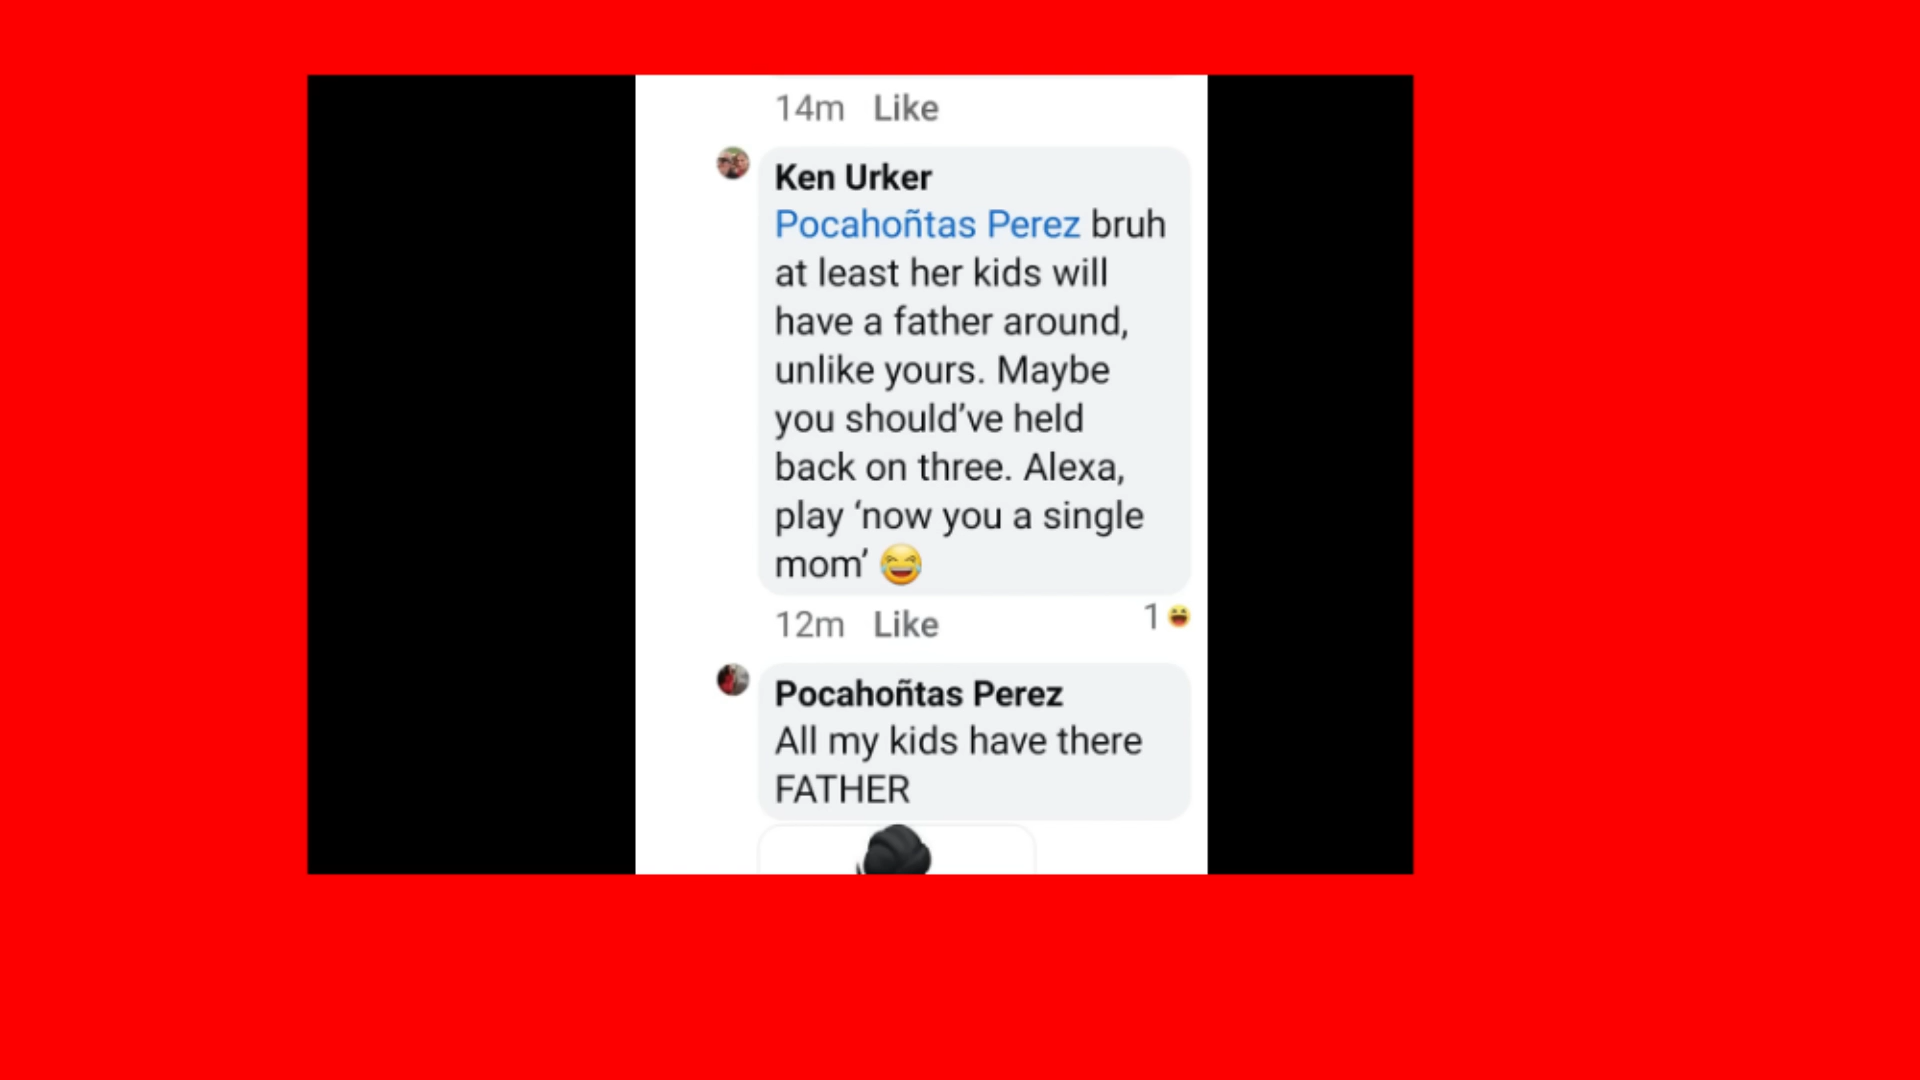 14m Like
Ken Urker
Pocahoñtas Perez bruh
at least her kids will
have a father around,
unlike yours. Maybe
you should’ve held
back on three. Alexa,
play ‘now you a single
mom’ 😂
12m Like 1
Pocahoñtas Perez
All my kids have there
FATHER